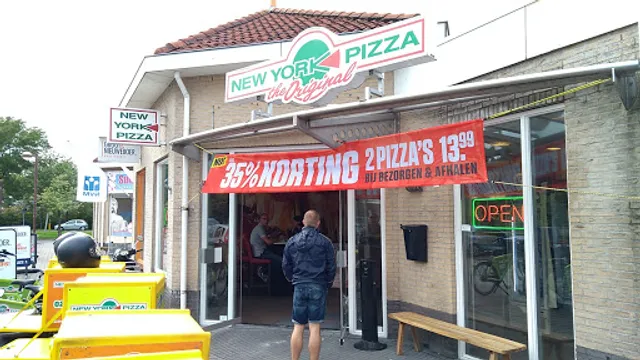 NEW YORK PIZZA
the Original
NEW YORK
PIZZA
NU!
35% KORTING
2 PIZZA'S 13.99
BIJ BEZORGEN & AFHALEN
OPEN
NEW YORK PIZZA